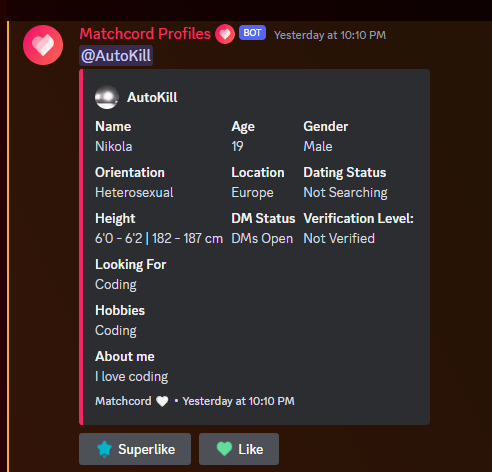 Matchcord Profiles BOT Yesterday at 10:10 PM
@AutoKill
AutoKill
Name Age Gender
Nikola 19 Male
Orientation Location Dating Status
Heterosexual Europe Not Searching
Height DM Status Verification Level:
6'0 - 6'2 | 182 - 187 cm DMs Open Not Verified
Looking For
Coding
Hobbies
Coding
About me
I love coding
Matchcord 🤍 • Yesterday at 10:10 PM
Superlike Like